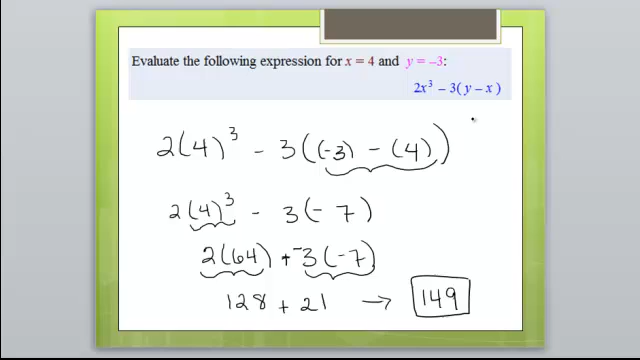 Evaluate the following expression for x = 4 and y = –3:
2x³ – 3( y – x )
2(4)³ - 3((-3) - (4))
2(4)³ - 3(-7)
2(64) + -3(-7)
128 + 21 → 149